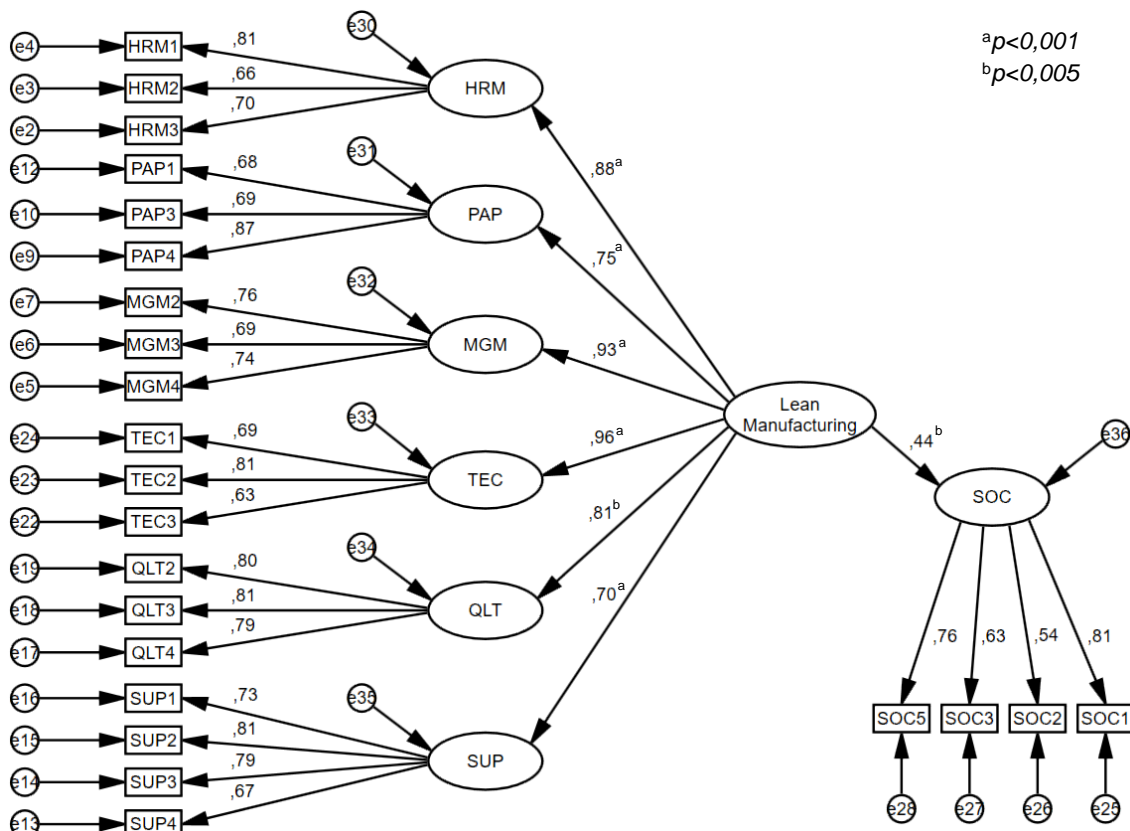 ᵃp<0,001
ᵇp<0,005
e30
e4 HRM1 ,81
e3 HRM2 ,66 HRM
e2 HRM3 ,70
e12 PAP1 ,68 e31 ,88ᵃ
e10 PAP3 ,69 PAP
e9 PAP4 ,87 ,75ᵃ
e7 MGM2 ,76 e32
e6 MGM3 ,69 MGM ,93ᵃ
e5 MGM4 ,74
Lean
Manufacturing
e24 TEC1 ,69 e33 ,96ᵃ ,44ᵇ e36
e23 TEC2 ,81 TEC
e22 TEC3 ,63 ,81ᵇ SOC
e19 QLT2 ,80 e34
e18 QLT3 ,81 QLT ,70ᵃ
e17 QLT4 ,79
,76 ,63 ,54 ,81
e16 SUP1 ,73 e35
e15 SUP2 ,81
e14 SUP3 ,79 SUP
e13 SUP4 ,67
SOC5 SOC3 SOC2 SOC1
e28 e27 e26 e25